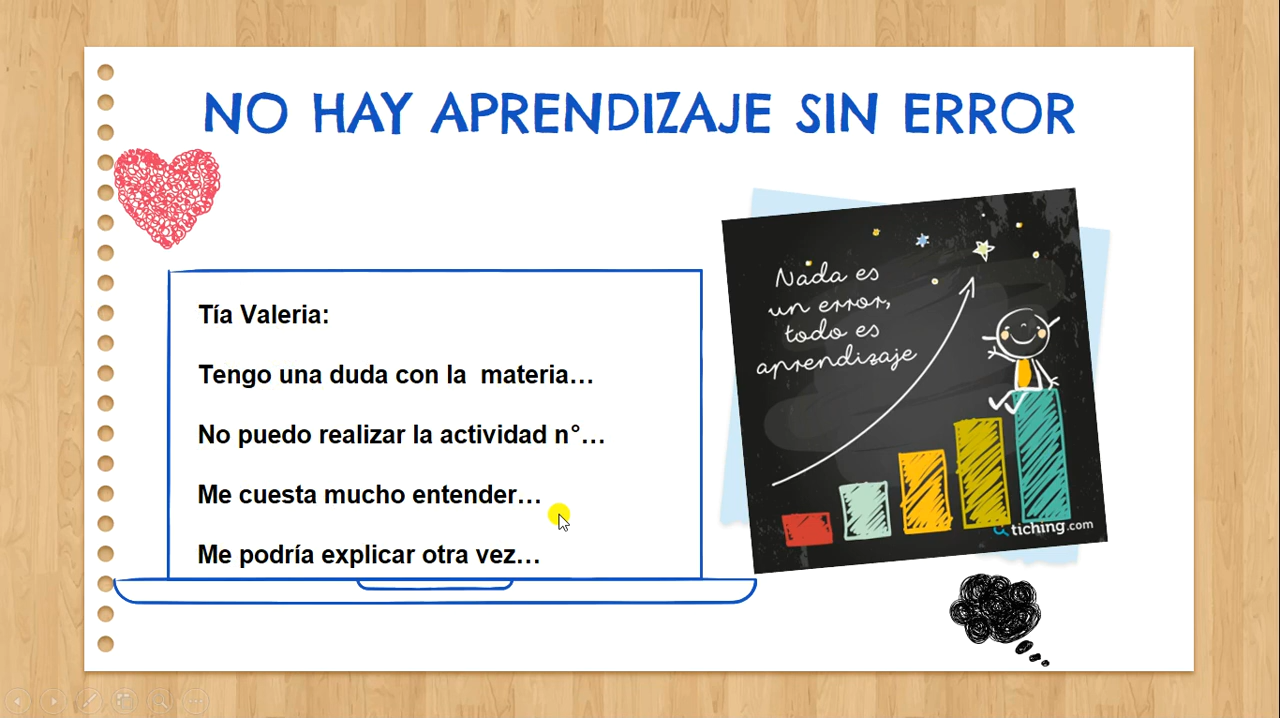 NO HAY APRENDIZAJE SIN ERROR
Tía Valeria:
Tengo una duda con la  materia...
No puedo realizar la actividad n°...
Me cuesta mucho entender...
Me podría explicar otra vez...
Nada es
un error,
todo es
aprendizaje
tiching.com